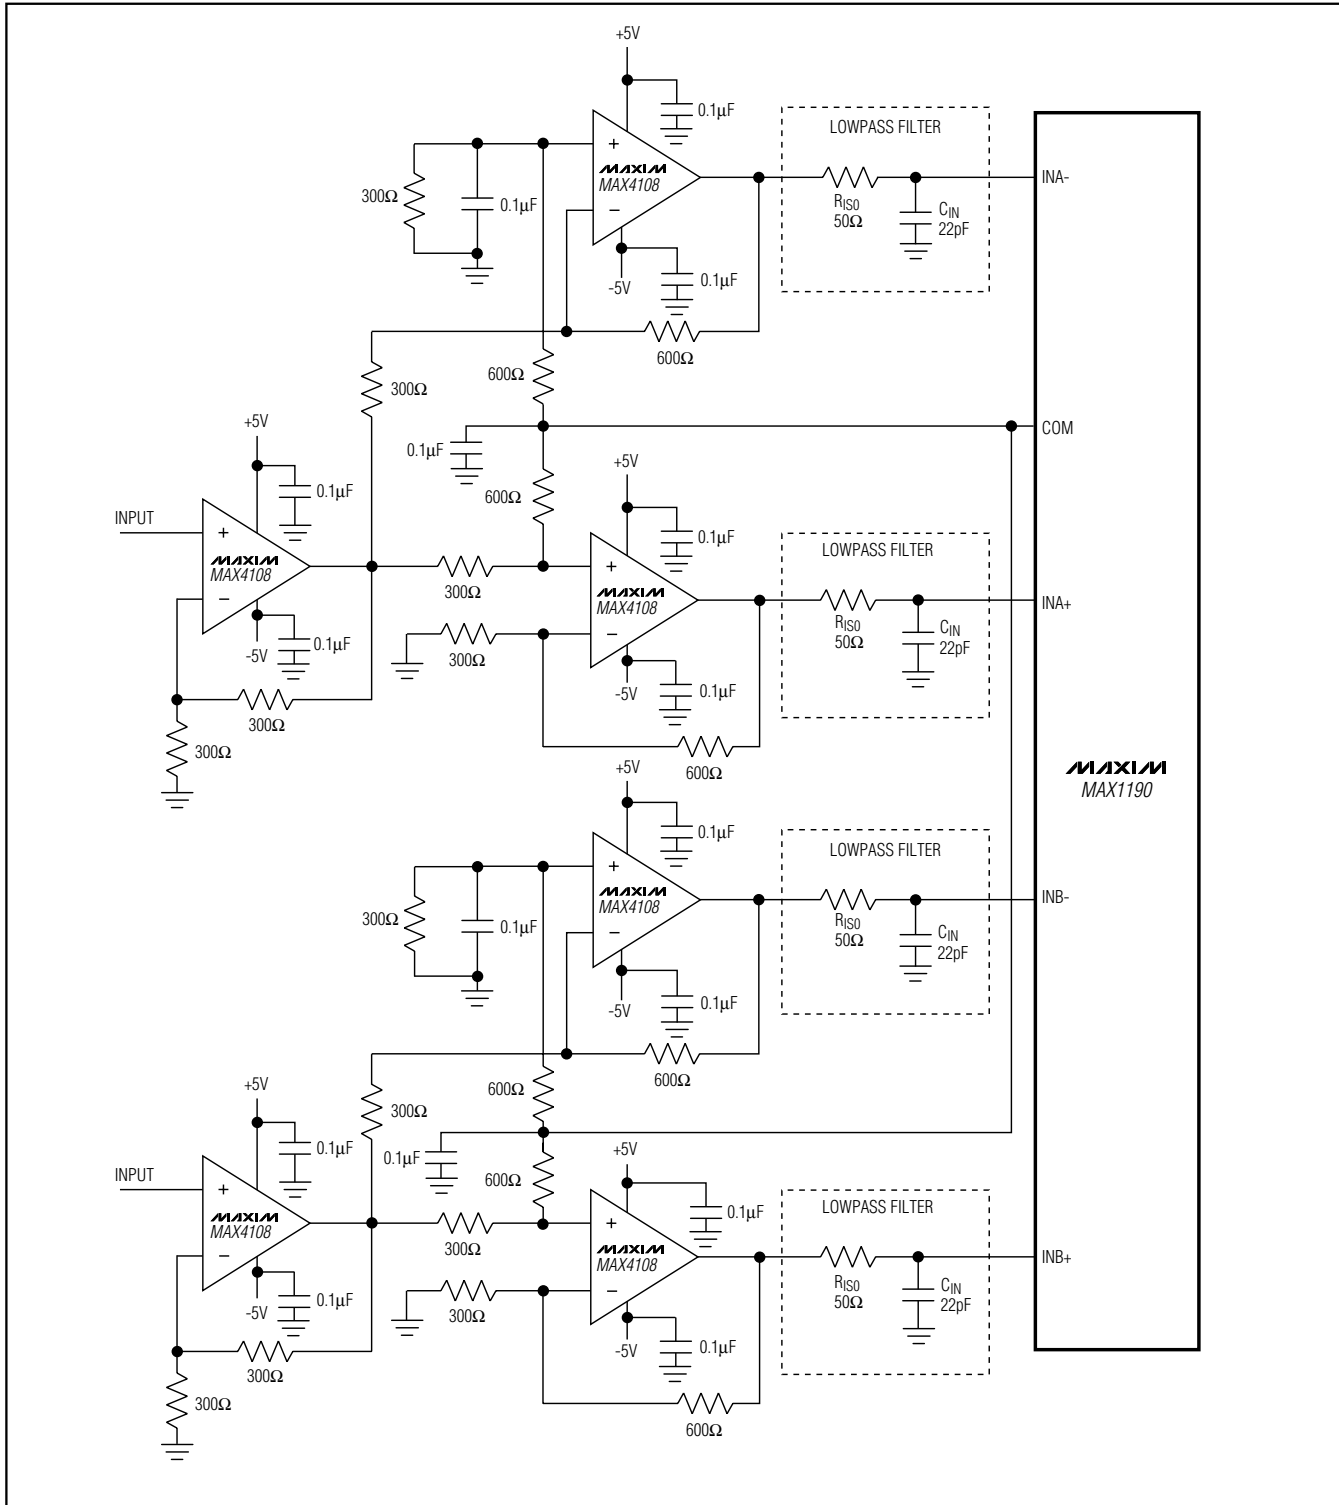 +5V
0.1µF
LOWPASS FILTER
+
MAXIM
MAX4108
−
300Ω
0.1µF
RISO
50Ω
CIN
22pF
INA-
-5V
0.1µF
600Ω
300Ω
600Ω
+5V
0.1µF
COM
0.1µF
+5V
600Ω
0.1µF
INPUT
+
MAXIM
MAX4108
−
LOWPASS FILTER
300Ω
+
MAXIM
MAX4108
−
RISO
50Ω
CIN
22pF
INA+
-5V
0.1µF
300Ω
-5V
0.1µF
300Ω
300Ω
600Ω
MAXIM
MAX1190
+5V
0.1µF
LOWPASS FILTER
+
MAXIM
MAX4108
−
300Ω
0.1µF
RISO
50Ω
CIN
22pF
INB-
-5V
0.1µF
600Ω
600Ω
300Ω
+5V
0.1µF
0.1µF
+5V
600Ω
0.1µF
INPUT
+
MAXIM
MAX4108
−
LOWPASS FILTER
300Ω
+
MAXIM
MAX4108
−
RISO
50Ω
CIN
22pF
INB+
-5V
0.1µF
300Ω
-5V
0.1µF
300Ω
300Ω
600Ω